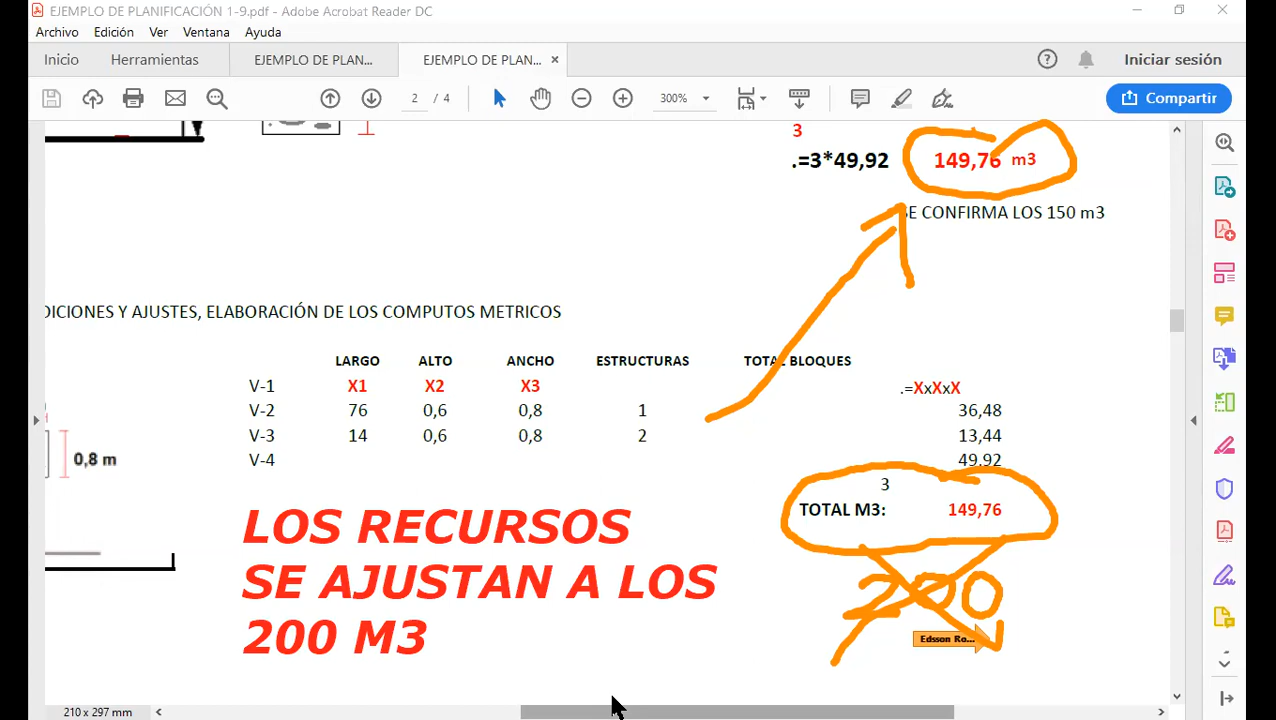 EJEMPLO DE PLANIFICACIÓN 1-9.pdf - Adobe Acrobat Reader DC
Archivo Edición Ver Ventana Ayuda
Inicio Herramientas EJEMPLO DE PLAN... EJEMPLO DE PLAN... × Iniciar sesión
2 / 4 300% Compartir
3
.=3*49,92 149,76 m3
SE CONFIRMA LOS 150 m3
DICIONES Y AJUSTES, ELABORACIÓN DE LOS COMPUTOS METRICOS
LARGO ALTO ANCHO ESTRUCTURAS TOTAL BLOQUES
V-1 X1 X2 X3 .=XxXxX
V-2 76 0,6 0,8 1 36,48
V-3 14 0,6 0,8 2 13,44
V-4 49,92
0,8 m
3
TOTAL M3: 149,76
LOS RECURSOS
SE AJUSTAN A LOS
200 M3
200
Edsson Ro...
210 x 297 mm